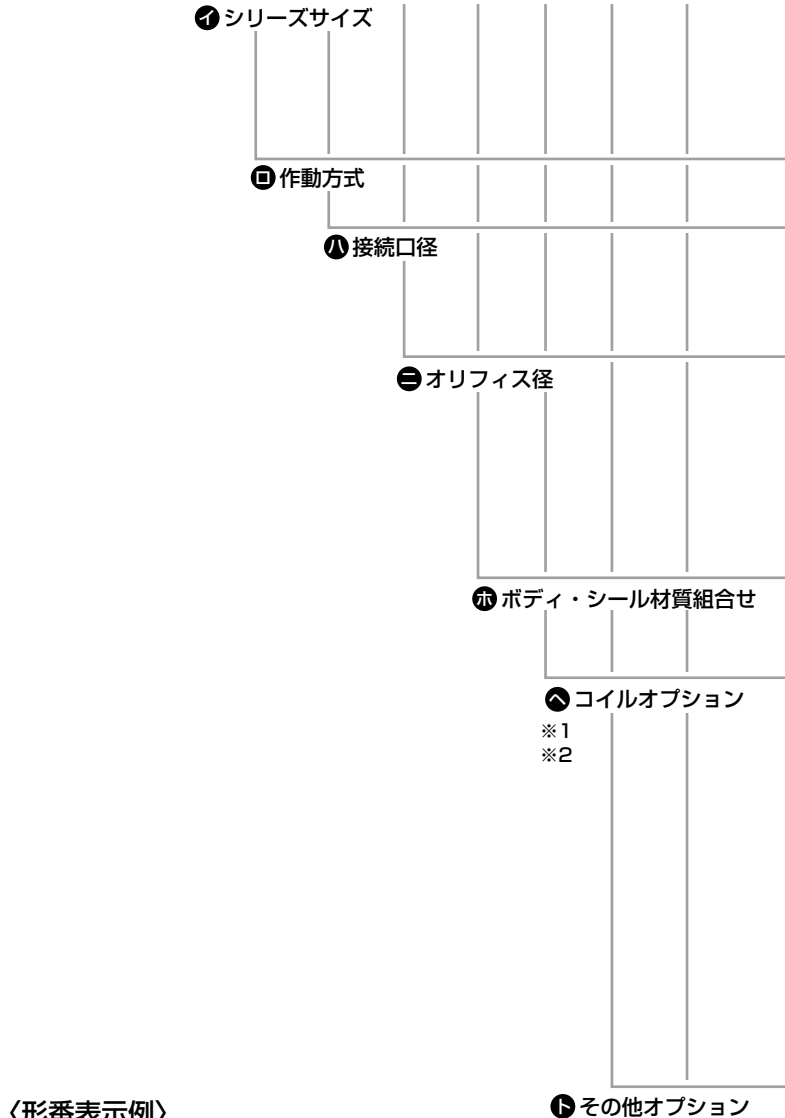 イ シリーズサイズ
ロ 作動方式
ハ 接続口径
ニ オリフィス径
ホ ボディ・シール材質組合せ
ヘ コイルオプション
※1
※2
ト その他オプション
〈形番表示例〉